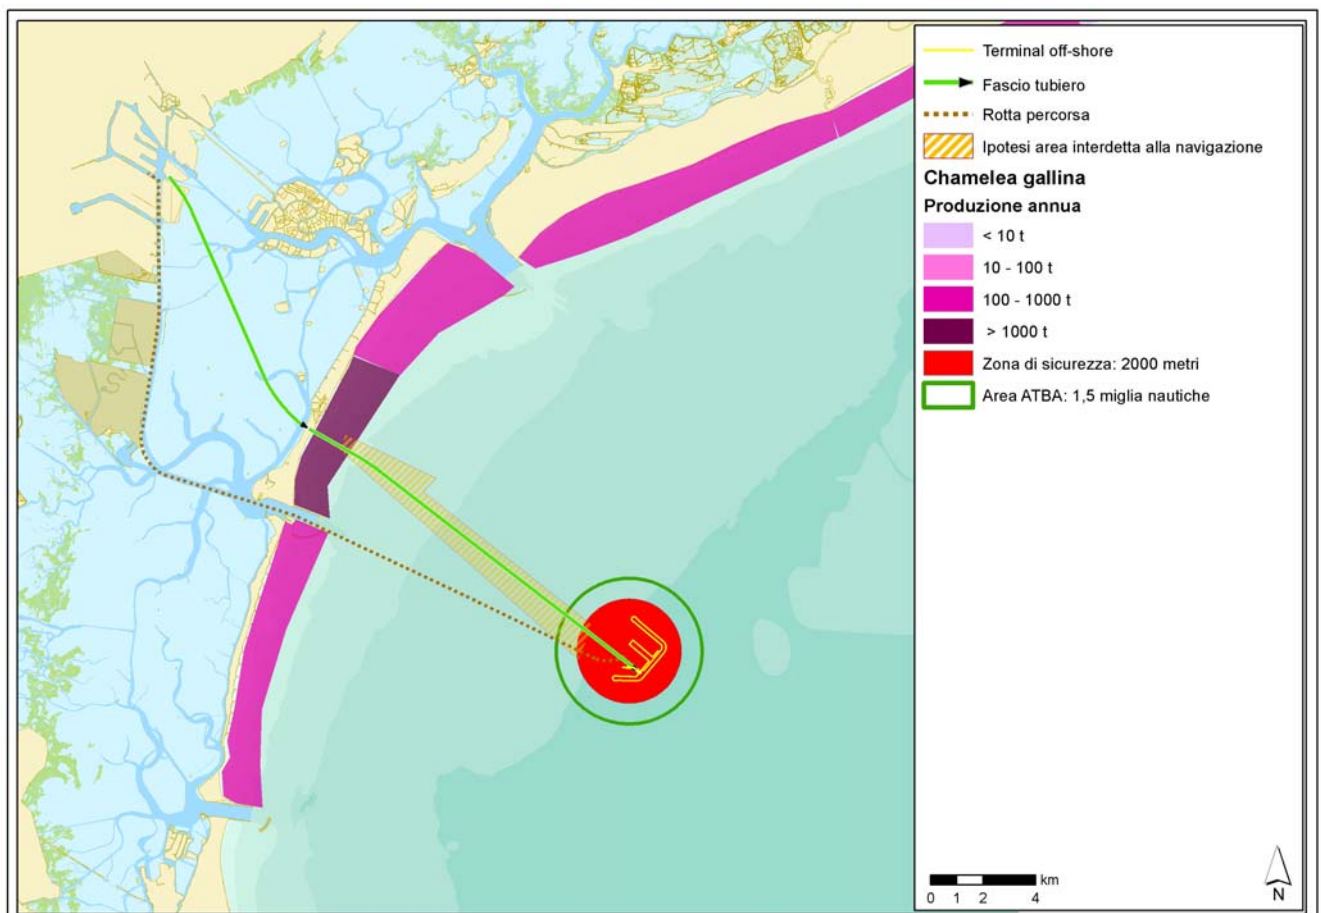 Terminal off-shore
Fascio tubiero
Rotta percorsa
Ipotesi area interdetta alla navigazione
Chamelea gallina
Produzione annua
< 10 t
10 - 100 t
100 - 1000 t
> 1000 t
Zona di sicurezza: 2000 metri
Area ATBA: 1,5 miglia nautiche
km
0 1 2 4
N